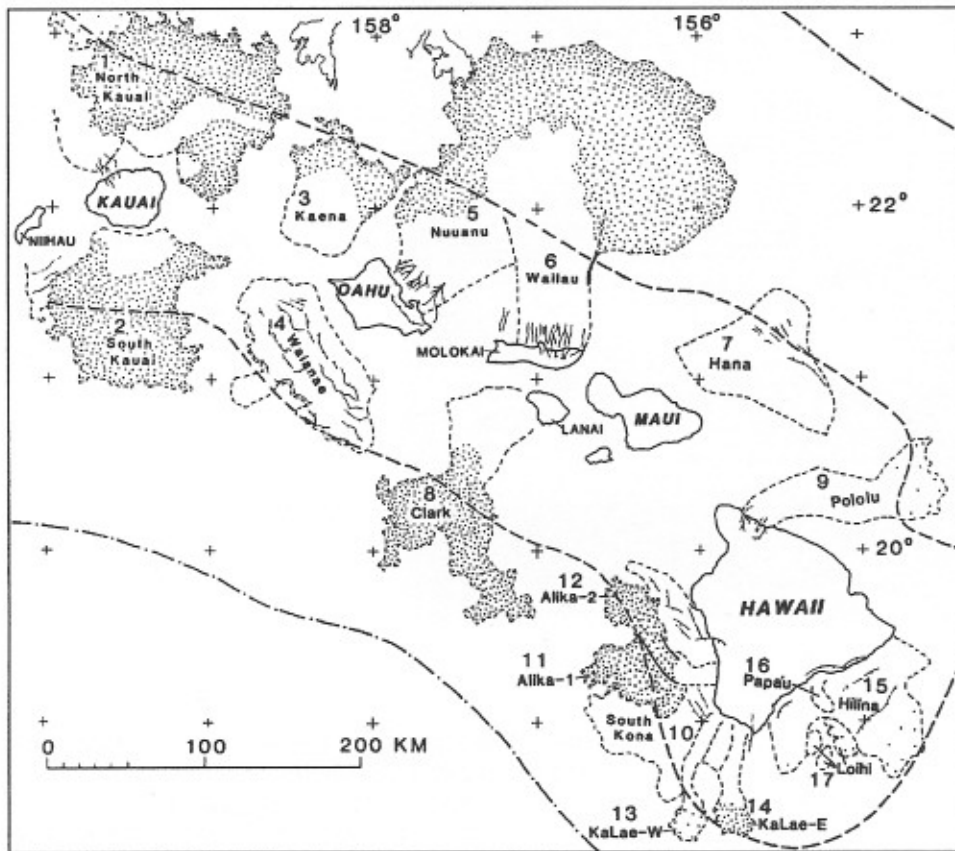 158°
156°
1
North
Kauai
KAUAI
NIIHAU
2
South
Kauai
3
Kaena
5
Nuuanu
22°
6
Wailau
OAHU
4
Waianae
MOLOKAI
7
Hana
LANAI
MAUI
8
Clark
9
Pololu
20°
12
Alika-2
HAWAII
11
Alika-1
16
Papa'u
15
Hilina
South
Kona
10
17
Loihi
0 100 200 KM
13
KaLae-W
14
KaLae-E